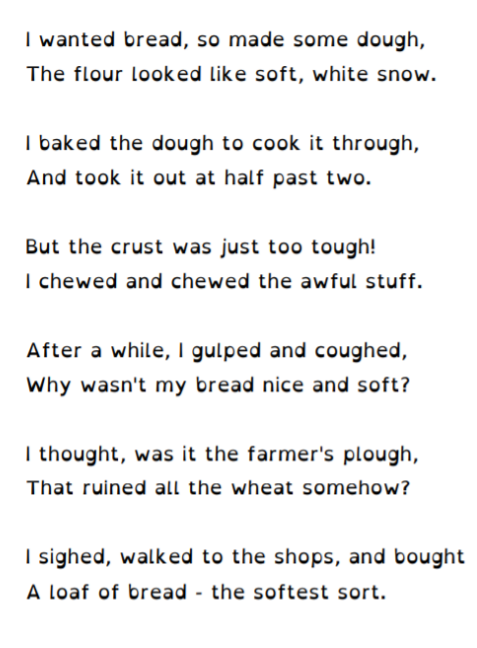 I wanted bread, so made some dough,
The flour looked like soft, white snow.
I baked the dough to cook it through,
And took it out at half past two.
But the crust was just too tough!
I chewed and chewed the awful stuff.
After a while, I gulped and coughed,
Why wasn't my bread nice and soft?
I thought, was it the farmer's plough,
That ruined all the wheat somehow?
I sighed, walked to the shops, and bought
A loaf of bread - the softest sort.